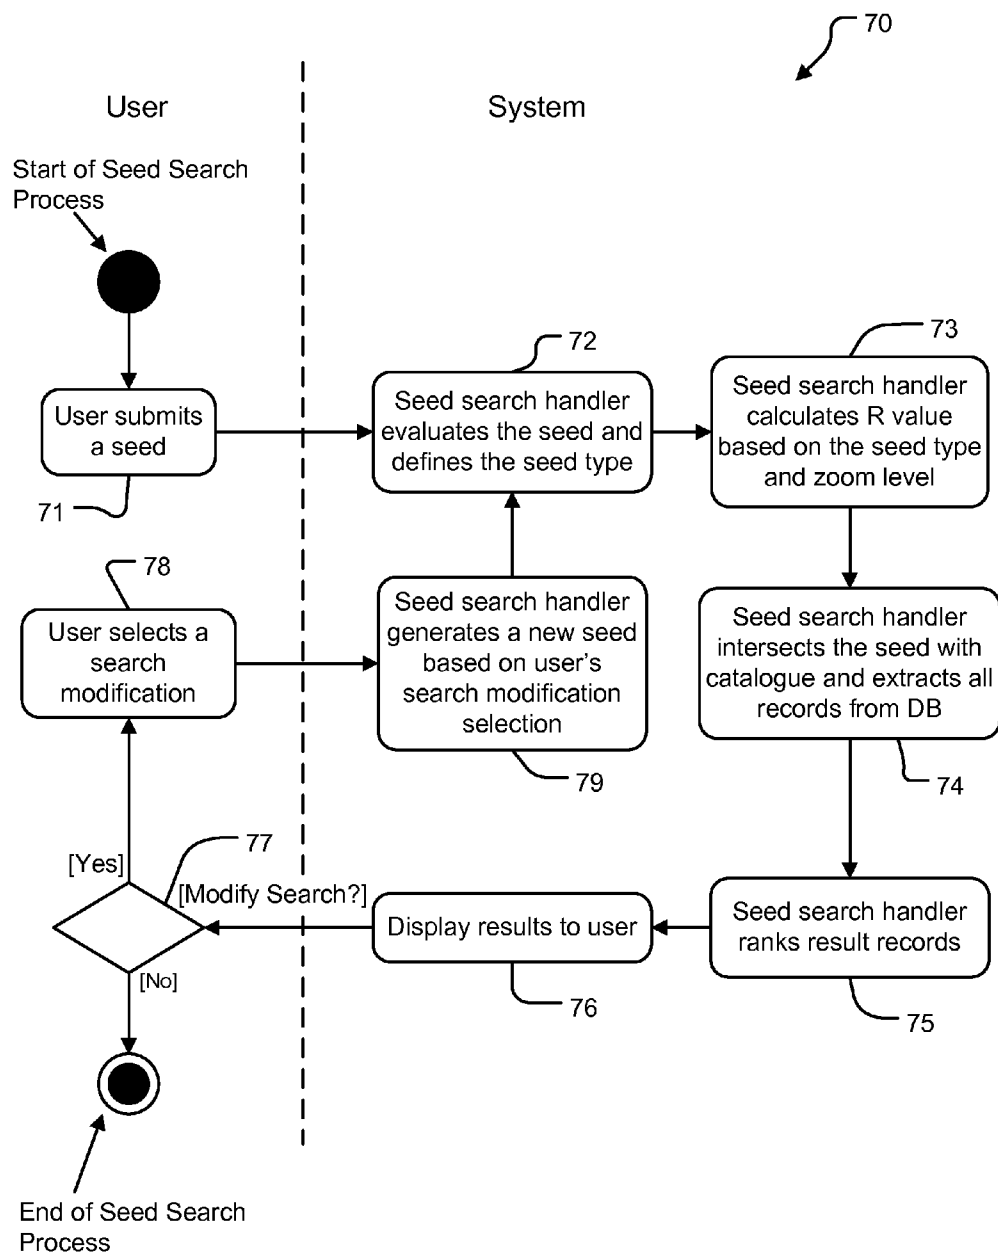 70
User
System
Start of Seed Search
Process
72
73
User submits
a seed
Seed search handler
evaluates the seed and
defines the seed type
Seed search handler
calculates R value
based on the seed type
and zoom level
71
78
User selects a
search
modification
Seed search handler
generates a new seed
based on user's
search modification
selection
Seed search handler
intersects the seed with
catalogue and extracts all
records from DB
79
74
77
[Yes]
[Modify Search?]
Display results to user
Seed search handler
ranks result records
[No]
76
75
End of Seed Search
Process